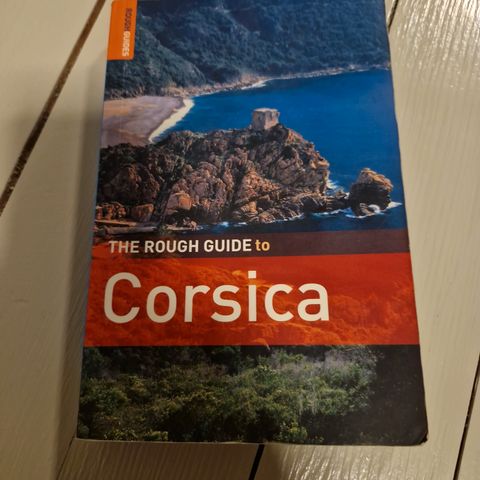 ROUGH GUIDES
THE ROUGH GUIDE to
Corsica